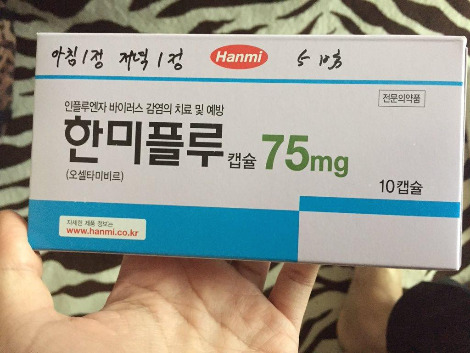 아침 1정 저녁 1정 Hanmi 5일
인플루엔자 바이러스 감염의 치료 및 예방
전문의약품
한미플루 캡슐 75mg
(오셀타미비르)
10캡슐
자세한 제품 정보는
www.hanmi.co.kr